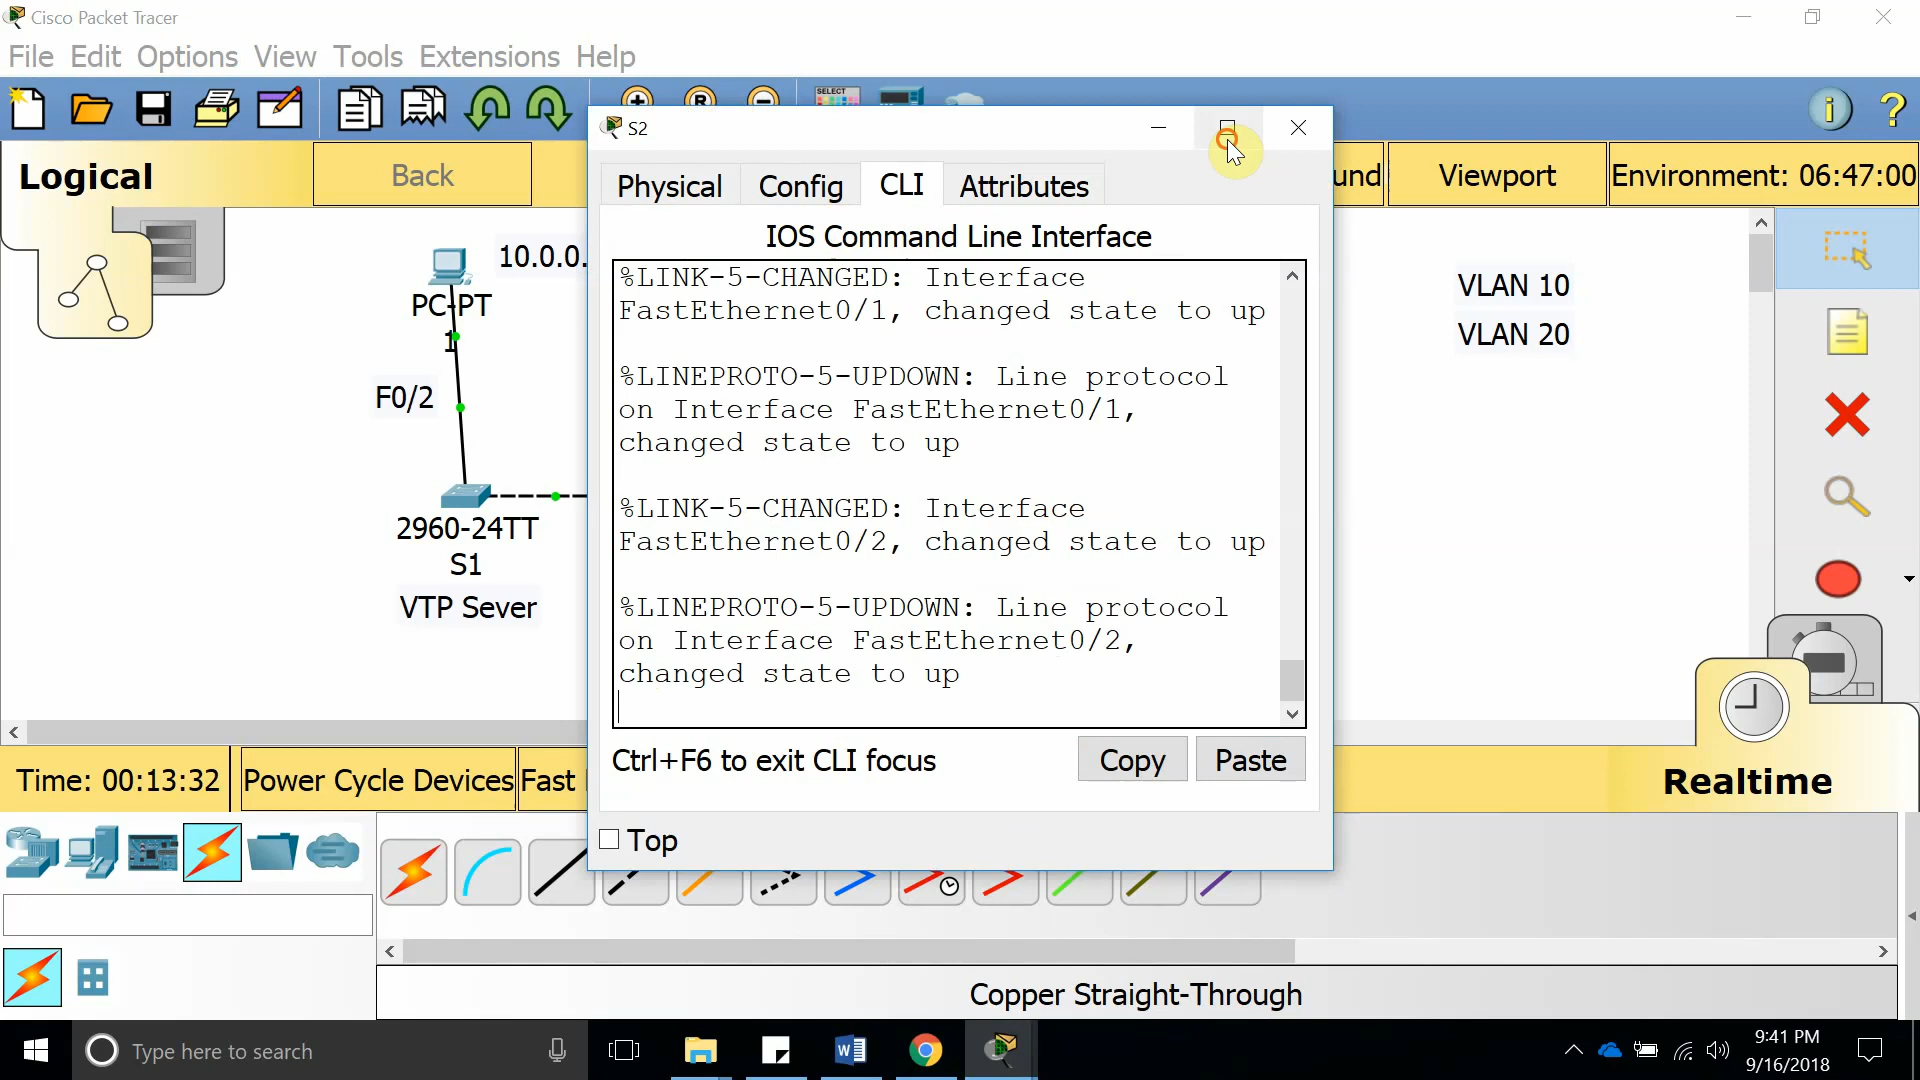 Cisco Packet Tracer
File Edit Options View Tools Extensions Help
R
SELECT
i
?
S2
Logical
Back
und
Viewport
Environment: 06:47:00
Physical
Config
CLI
Attributes
IOS Command Line Interface
%LINK-5-CHANGED: Interface
FastEthernet0/1, changed state to up
%LINEPROTO-5-UPDOWN: Line protocol
on Interface FastEthernet0/1,
changed state to up
%LINK-5-CHANGED: Interface
FastEthernet0/2, changed state to up
%LINEPROTO-5-UPDOWN: Line protocol
on Interface FastEthernet0/2,
changed state to up
Ctrl+F6 to exit CLI focus
Copy
Paste
Top
10.0.0.
PC-PT
1
F0/2
2960-24TT
S1
VTP Sever
VLAN 10
VLAN 20
Time: 00:13:32
Power Cycle Devices
Fast
Realtime
Copper Straight-Through
Type here to search
9:41 PM
9/16/2018